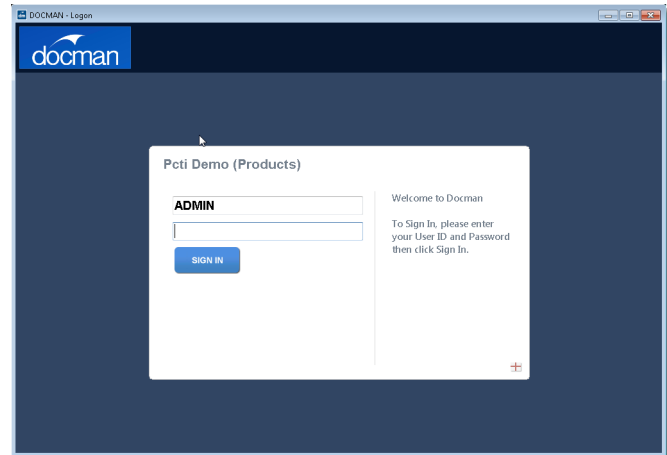 DOCMAN - Logon
docman
Pcti Demo (Products)
ADMIN
SIGN IN
Welcome to Docman
To Sign In, please enter
your User ID and Password
then click Sign In.